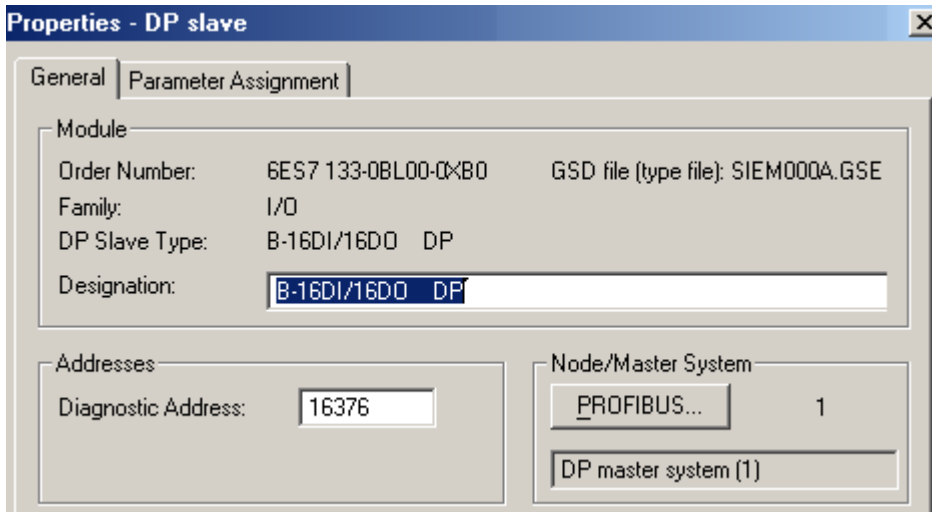 Properties - DP slave
General Parameter Assignment
Module
Order Number: 6ES7 133-0BL00-0XB0 GSD file (type file): SIEM000A.GSE
Family: I/O
DP Slave Type: B-16DI/16DO DP
Designation: B-16DI/16DO DP
Addresses
Diagnostic Address: 16376
Node/Master System
PROFIBUS... 1
DP master system (1)